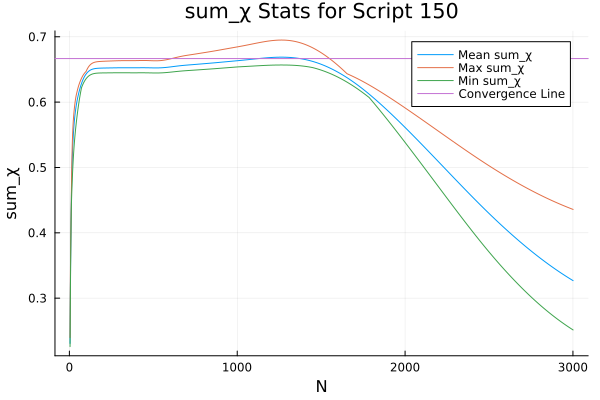 sum_χ Stats for Script 150
Mean sum_χ
Max sum_χ
Min sum_χ
Convergence Line
0.7
0.6
0.5
0.4
0.3
sum_χ
0 1000 2000 3000
N